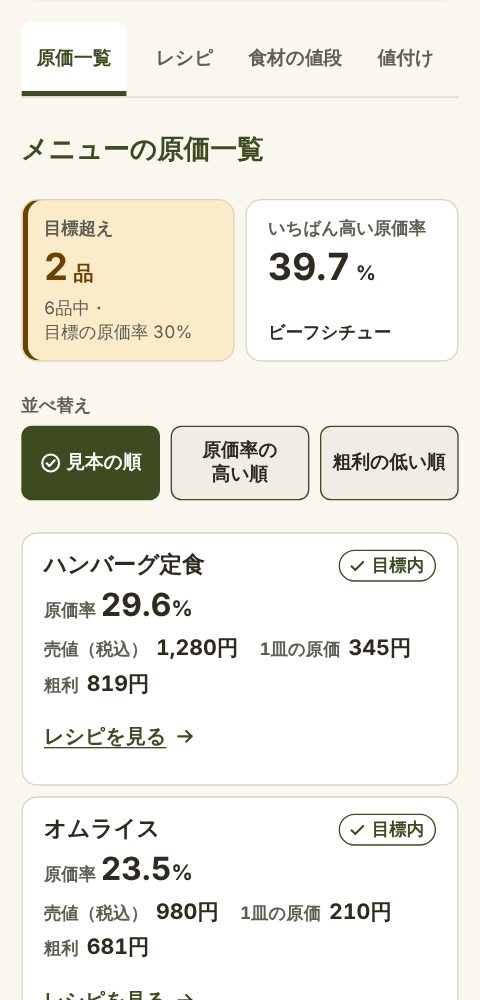 原価一覧 レシピ 食材の値段 値付け
メニューの原価一覧
目標超え
2 品
6品中・
目標の原価率 30%
いちばん高い原価率
39.7 %
ビーフシチュー
並べ替え
見本の順
原価率の
高い順
粗利の低い順
ハンバーグ定食 目標内
原価率 29.6%
売値（税込） 1,280円 1皿の原価 345円
粗利 819円
レシピを見る →
オムライス 目標内
原価率 23.5%
売値（税込） 980円 1皿の原価 210円
粗利 681円
レシピを見る →